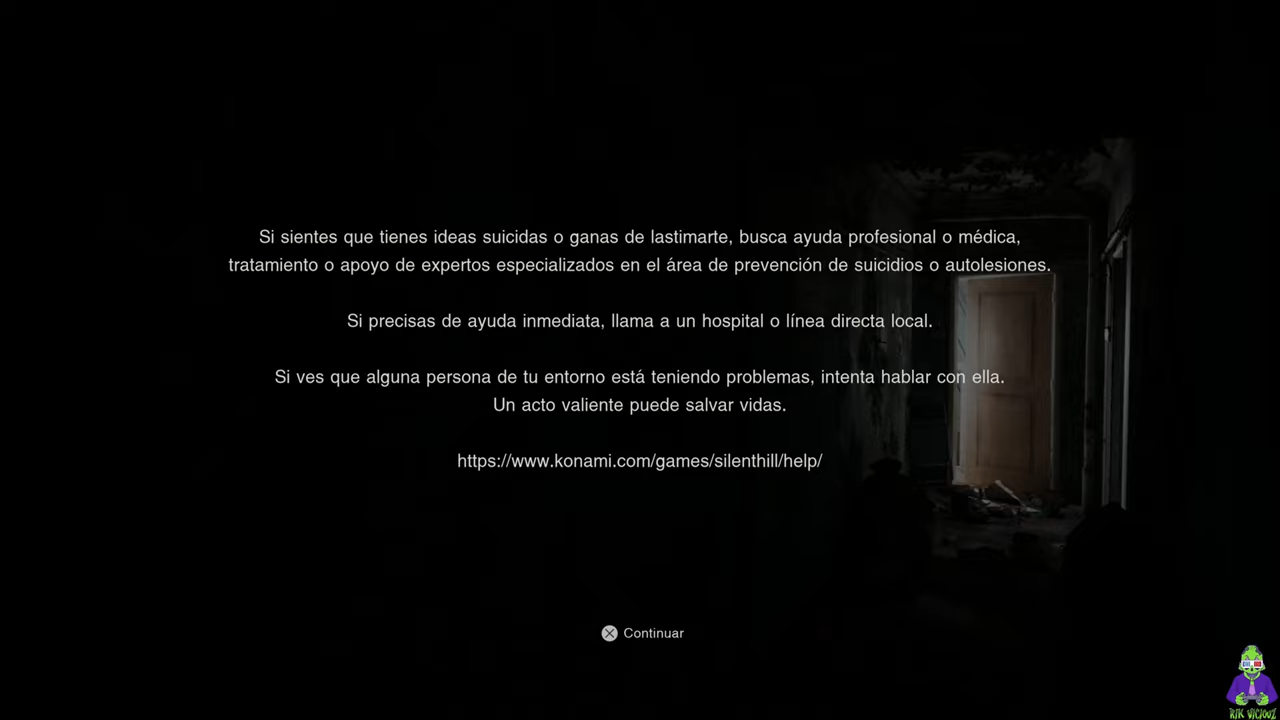 Si sientes que tienes ideas suicidas o ganas de lastimarte, busca ayuda profesional o médica,
tratamiento o apoyo de expertos especializados en el área de prevención de suicidios o autolesiones.
Si precisas de ayuda inmediata, llama a un hospital o línea directa local.
Si ves que alguna persona de tu entorno está teniendo problemas, intenta hablar con ella.
Un acto valiente puede salvar vidas.
https://www.konami.com/games/silenthill/help/
Continuar
RIK VICIOUZ